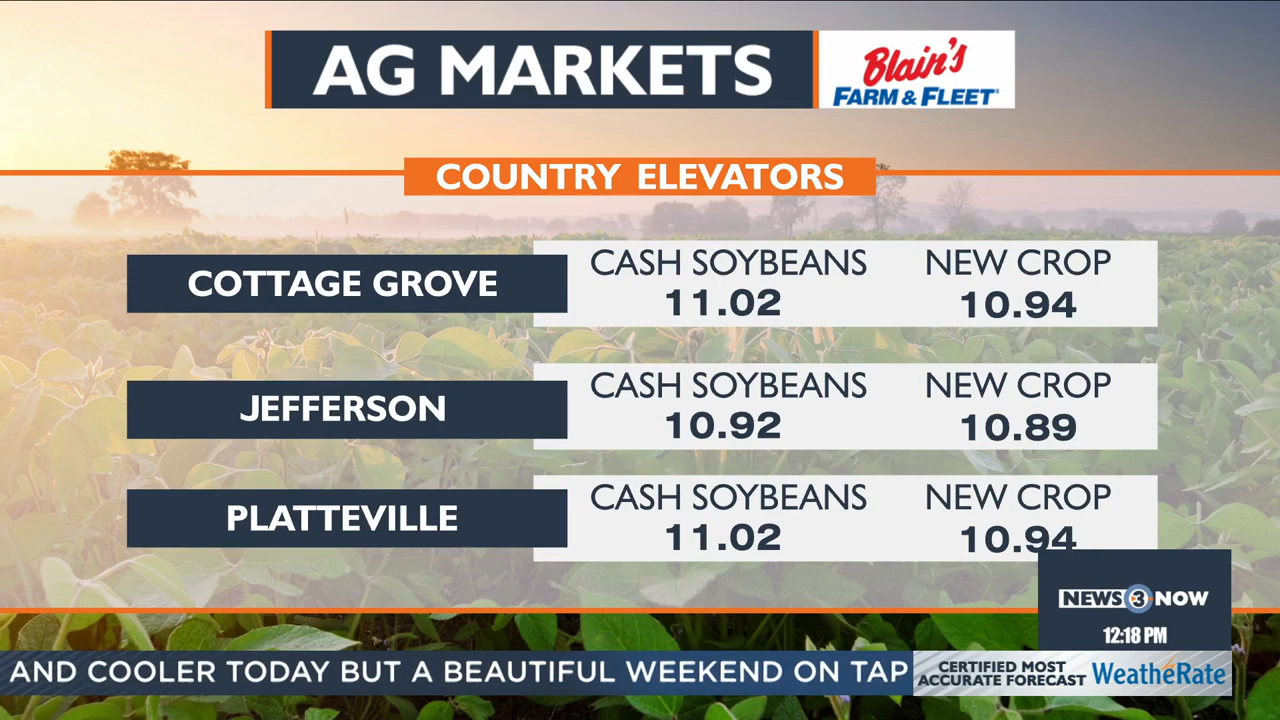 AG MARKETS
Blain's
FARM & FLEET
COUNTRY ELEVATORS
COTTAGE GROVE
CASH SOYBEANS
NEW CROP
11.02
10.94
JEFFERSON
CASH SOYBEANS
NEW CROP
10.92
10.89
PLATTEVILLE
CASH SOYBEANS
NEW CROP
11.02
10.94
NEWS 3 NOW
12:18 PM
AND COOLER TODAY BUT A BEAUTIFUL WEEKEND ON TAP
CERTIFIED MOST
ACCURATE FORECAST
WeatheRate